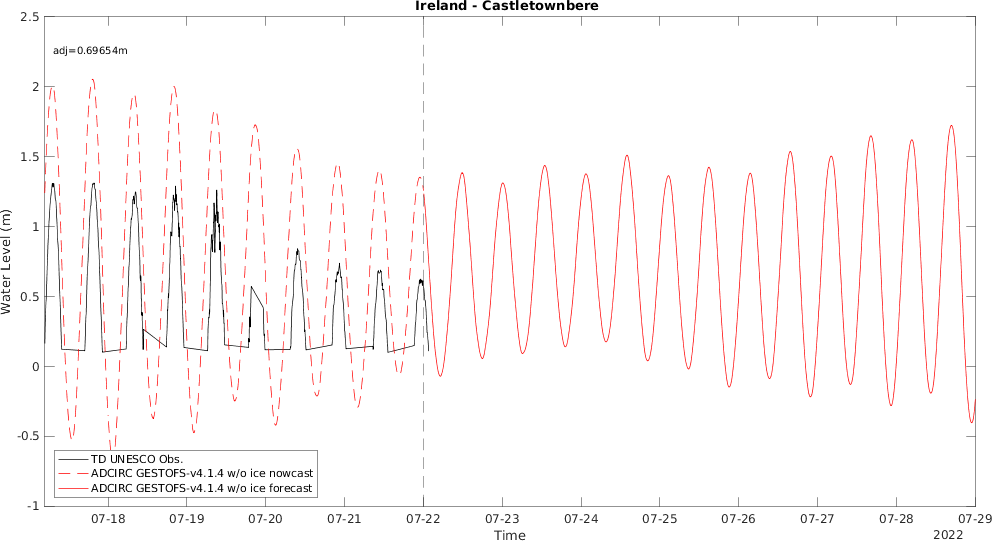 Ireland - Castletownbere
2.5
adj=0.69654m
2
1.5
1
0.5
0
-0.5
-1
Water Level (m)
TD UNESCO Obs.
ADCIRC GESTOFS-v4.1.4 w/o ice nowcast
ADCIRC GESTOFS-v4.1.4 w/o ice forecast
07-18 07-19 07-20 07-21 07-22 07-23 07-24 07-25 07-26 07-27 07-28 07-29
Time
2022